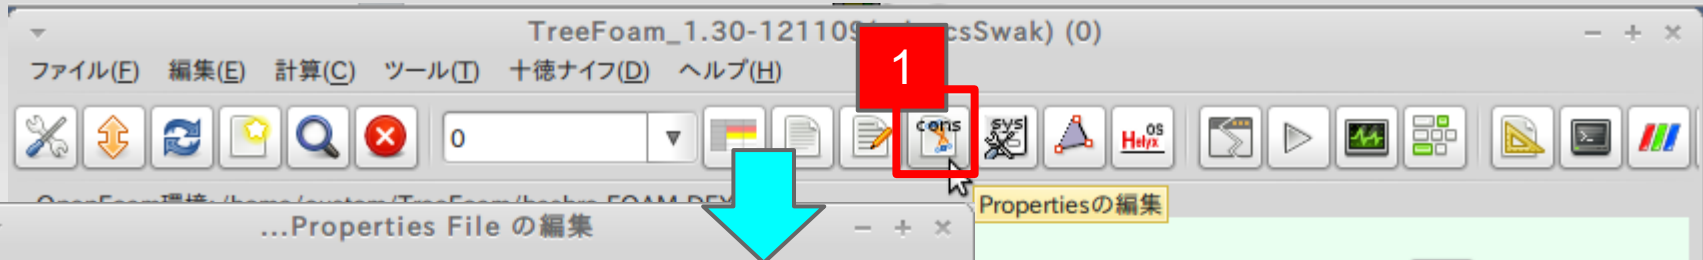 TreeFoam_1.30-121109 csSwak) (0)
ファイル(F) 編集(E) 計算(C) ツール(T) 十徳ナイフ(D) ヘルプ(H)
1
0
cons
sys
Helyx OS
Propertiesの編集
...Properties File の編集